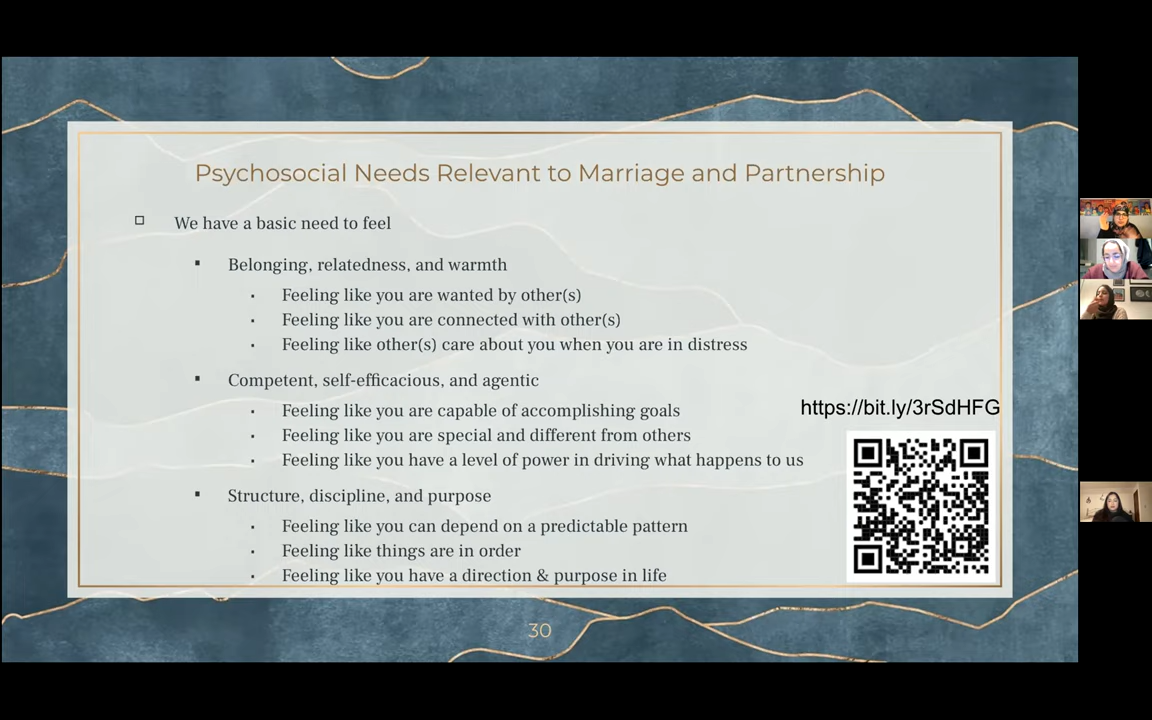 Psychosocial Needs Relevant to Marriage and Partnership
We have a basic need to feel
Belonging, relatedness, and warmth
Feeling like you are wanted by other(s)
Feeling like you are connected with other(s)
Feeling like other(s) care about you when you are in distress
Competent, self-efficacious, and agentic
Feeling like you are capable of accomplishing goals
Feeling like you are special and different from others
Feeling like you have a level of power in driving what happens to us
Structure, discipline, and purpose
Feeling like you can depend on a predictable pattern
Feeling like things are in order
Feeling like you have a direction & purpose in life
https://bit.ly/3rSdHFG
30